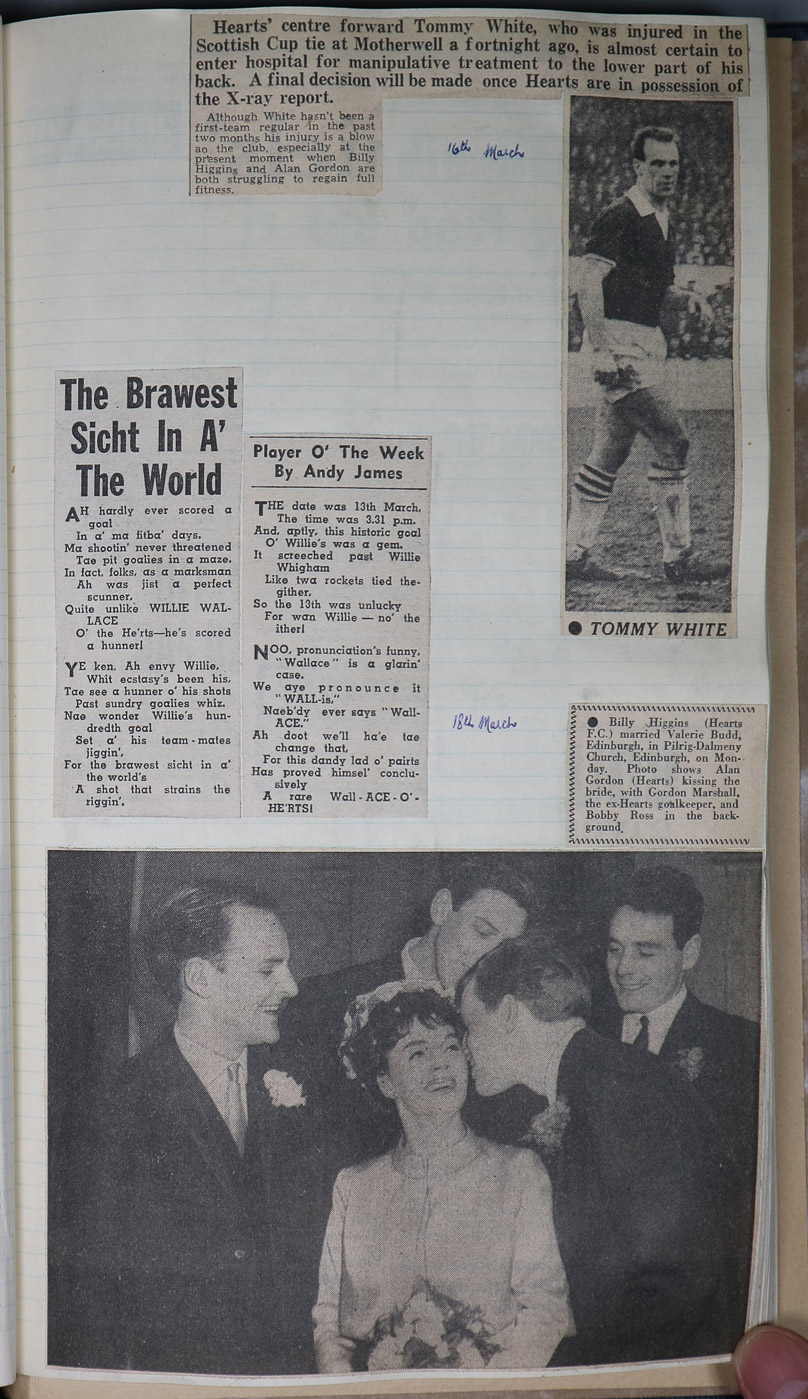 Hearts' centre forward Tommy White, who was injured in the
Scottish Cup tie at Motherwell a fortnight ago, is almost certain to
enter hospital for manipulative treatment to the lower part of his
back. A final decision will be made once Hearts are in possession of
the X-ray report.
Although White hasn't been a
first-team regular in the past
two months his injury is a blow
ao the club, especially at the
present moment when Billy
Higgins and Alan Gordon are
both struggling to regain full
fitness.
16th March
● TOMMY WHITE
The Brawest
Sicht In A'
The World
AH hardly ever scored a
goal
In a' ma fitba' days.
Ma shootin' never threatened
Tae pit goalies in a maze.
In fact, folks, as a marksman
Ah was jist a perfect
scunner,
Quite unlike WILLIE WAL-
LACE
O' the He'rts—he's scored
a hunner!
YE ken, Ah envy Willie,
Whit ecstasy's been his,
Tae see a hunner o' his shots
Past sundry goalies whiz.
Nae wonder Willie's hun-
dredth goal
Set a' his team-mates
jiggin',
For the brawest sicht in a'
the world's
A shot that strains the
riggin'.
Player O' The Week
By Andy James
THE date was 13th March,
The time was 3.31 p.m.
And, aptly, this historic goal
O' Willie's was a gem.
It screeched past Willie
Whigham
Like twa rockets tied the-
gither,
So the 13th was unlucky
For wan Willie — no' the
ither!
NOO, pronunciation's funny,
"Wallace" is a glarin'
case.
We aye pronounce it
"WALL-is,"
Naeb'dy ever says "Wall-
ACE."
Ah doot we'll ha'e tae
change that,
For this dandy lad o' pairts
Has proved himsel' conclu-
sively
A rare Wall-ACE-O'-
HE'RTS!
18th March
● Billy Higgins (Hearts
F.C.) married Valerie Budd,
Edinburgh, in Pilrig-Dalmeny
Church, Edinburgh, on Mon-
day. Photo shows Alan
Gordon (Hearts) kissing the
bride, with Gordon Marshall,
the ex-Hearts goalkeeper, and
Bobby Ross in the back-
ground.